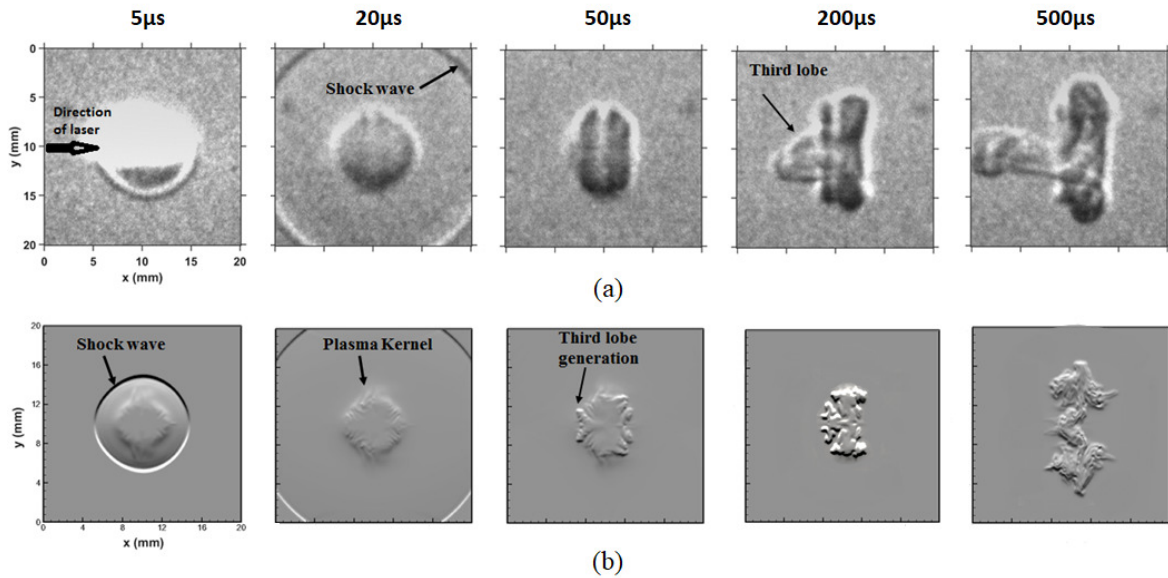 5μs 20μs 50μs 200μs 500μs
0
5
10
15
20
y (mm)
Direction
of laser
0 5 10 15 20
x (mm)
Shock wave
Third lobe
(a)
20
16
12
8
4
0
y (mm)
Shock wave
0 4 8 12 16 20
x (mm)
Plasma Kernel
Third lobe
generation
(b)